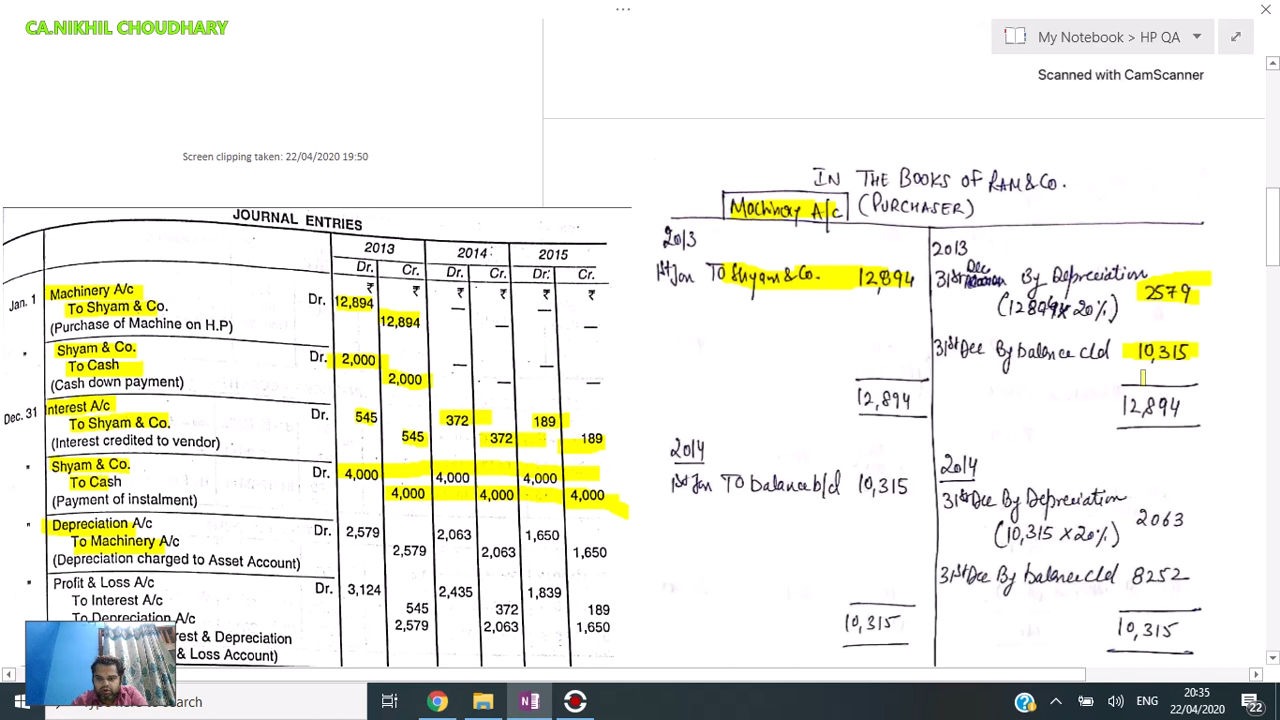 CA.NIKHIL CHOUDHARY
My Notebook > HP QA
Scanned with CamScanner
Screen clipping taken: 22/04/2020 19:50
JOURNAL ENTRIES
2013 2014 2015
Dr. Cr. Dr. Cr. Dr. Cr.
₹ ₹ ₹ ₹ ₹ ₹
Jan. 1 Machinery A/c Dr. 12,894 — —
To Shyam & Co. 12,894 — —
(Purchase of Machine on H.P)
Shyam & Co. Dr. 2,000 — —
To Cash 2,000 — —
(Cash down payment)
Dec. 31 Interest A/c Dr. 545 372 189
To Shyam & Co. 545 372 189
(Interest credited to vendor)
" Shyam & Co. Dr. 4,000 4,000 4,000
To Cash 4,000 4,000 4,000
(Payment of instalment)
" Depreciation A/c Dr. 2,579 2,063 1,650
To Machinery A/c 2,579 2,063 1,650
(Depreciation charged to Asset Account)
" Profit & Loss A/c Dr. 3,124 2,435 1,839
To Interest A/c 545 372 189
To Depreciation A/c 2,579 2,063 1,650
rest & Depreciation
& Loss Account)
IN THE BOOKS OF RAM & CO.
Machinery A/c (PURCHASER)
2013 2013
1st Jan TO Shyam & Co. 12,894 31st Dec By Depreciation 2579
(12894 x 20%)
31st Dec By balance c/d 10,315
12,894 12,894
2014 2014
1st Jan TO balance b/d 10,315 31st Dec By Depreciation 2063
(10,315 x 20%)
31st Dec By balance c/d 8252
10,315 10,315
search
ENG
20:35
22/04/2020
22